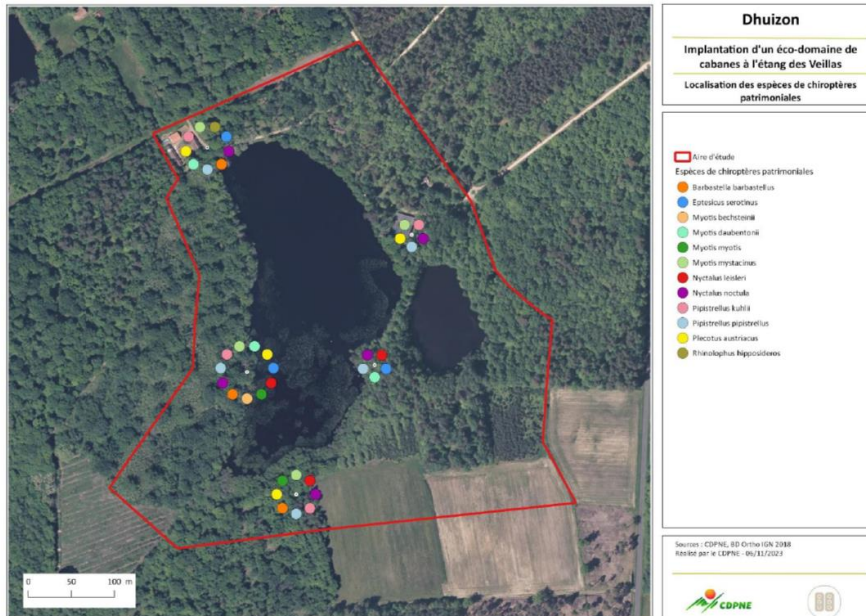 Dhuizon
Implantation d'un éco-domaine de
cabanes à l'étang des Veillas
Localisation des espèces de chiroptères
patrimoniales
Aire d'étude
Espèces de chiroptères patrimoniales
Barbastella barbastellus
Eptesicus serotinus
Myotis bechsteinii
Myotis daubentonii
Myotis myotis
Myotis mystacinus
Nyctalus leisleri
Nyctalus noctula
Pipistrellus kuhlii
Pipistrellus pipistrellus
Plecotus austriacus
Rhinolophus hipposideros
0 50 100 m
Sources : CDPNE, BD Ortho IGN 2018
Réalisé par le CDPNE - 06/11/2023
CDPNE